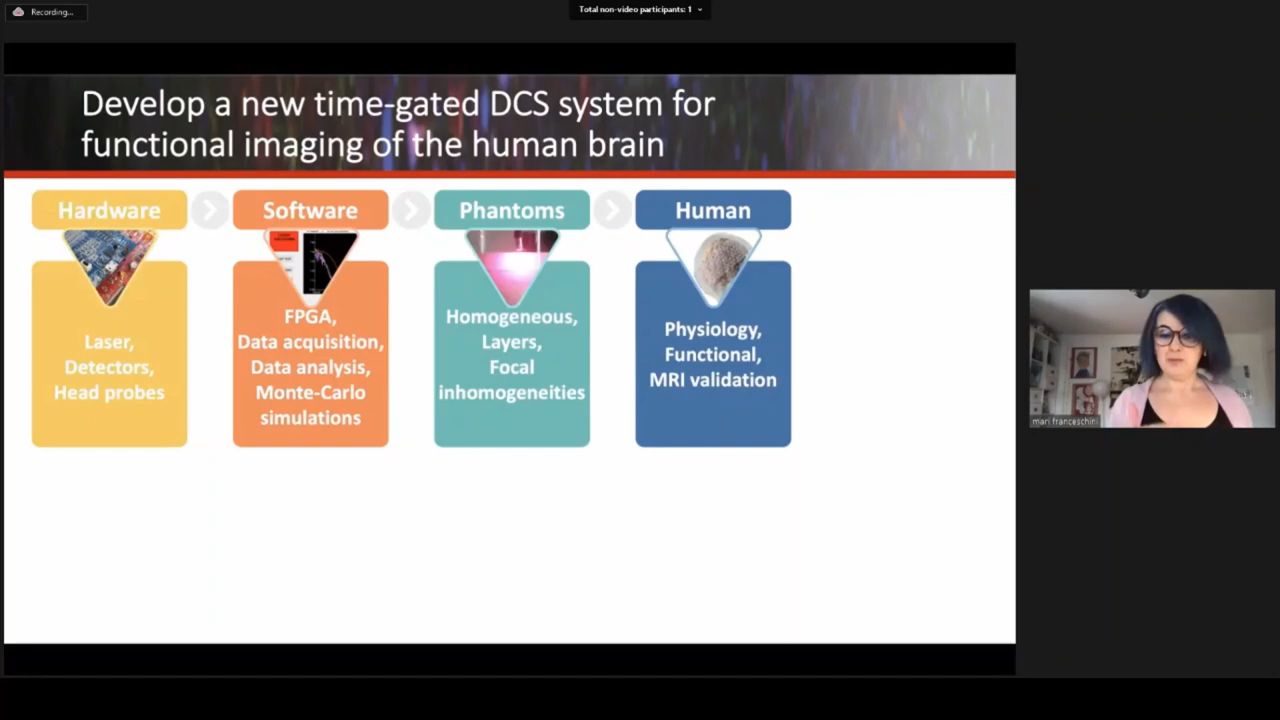 Recording...
Total non-video participants: 1
Develop a new time-gated DCS system for
functional imaging of the human brain
Hardware
Software
Phantoms
Human
Laser,
Detectors,
Head probes
FPGA,
Data acquisition,
Data analysis,
Monte-Carlo
simulations
Homogeneous,
Layers,
Focal
inhomogeneities
Physiology,
Functional,
MRI validation
mari franceschini